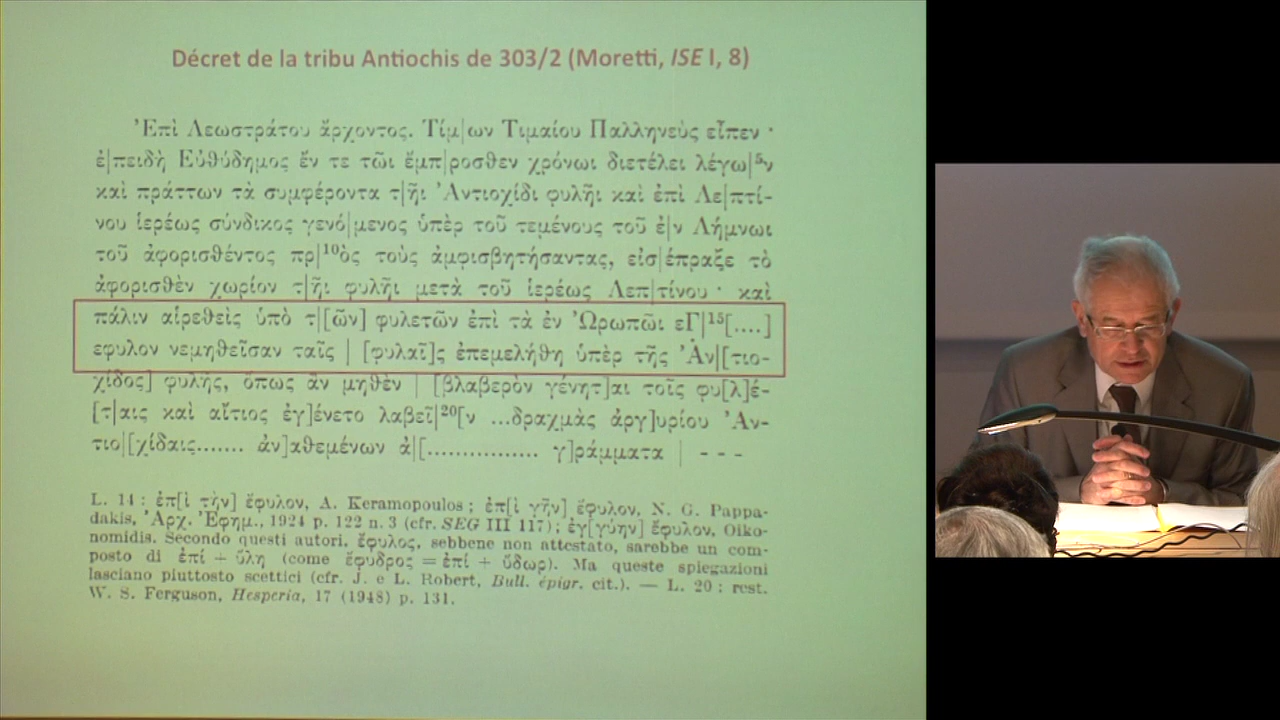 Décret de la tribu Antiochis de 303/2 (Moretti, ISE I, 8)
Ἐπὶ Λεωστράτου ἄρχοντος. Τίμ|ων Τιμαίου Παλληνεὺς εἶπεν ·
ἐ|πειδὴ Εὐθύδημος ἔν τε τῶι ἔμπ|ροσθεν χρόνωι διετέλει λέγω|⁵ν
καὶ πράττων τὰ συμφέροντα τ|ῆι Ἀντιοχίδι φυλῆι καὶ ἐπὶ Λε|πτί-
νου ἱερέως σύνδικος γενό|μενος ὑπὲρ τοῦ τεμένους τοῦ ἐ|ν Λήμνωι
τοῦ ἀφορισθέντος πρ|¹⁰ὸς τοὺς ἀμφισβητήσαντας, εἰσ|έπραξε τὸ
ἀφορισθὲν χωρίον τ|ῆι φυλῆι μετὰ τοῦ ἱερέως Λεπ|τίνου · καὶ
πάλιν αἱρεθεὶς ὑπὸ τ|[ῶν] φυλετῶν ἐπὶ τὰ ἐν Ὠρωπῶι εΓ|¹⁵[....]
εφυλον νεμηθεῖσαν ταῖς | [φυλαῖ]ς ἐπεμελήθη ὑπὲρ τῆς Ἀν|[τιο-
χίδος] φυλῆς, ὅπως ἂν μηθὲν | [βλαβερὸν γένητ]αι τοῖς φυ[λ]έ-
[τ|αις καὶ αἴτιος ἐγ]ένετο λαβεῖ|²⁰[ν ...δραχμὰς ἀργ]υρίου Ἀν-
τιο|[χίδαις....... ἀν]αθεμένων ἀ|[................ γ]ράμματα | - - -
L. 14 : ἐπ[ὶ τὴν] ἔφυλον, A. Keramopoulos ; ἐπ[ὶ γῆν] ἔφυλον, N. G. Pappa-
dakis, Ἀρχ. Ἐφημ., 1924 p. 122 n. 3 (cfr. SEG III 117) ; ἐγ[γύην] ἔφυλον, Oiko-
nomidis. Secondo questi autori, ἔφυλος, sebbene non attestato, sarebbe un com-
posto di ἐπί + ὕλη (come ἔφυδρος = ἐπί + ὕδωρ). Ma queste spiegazioni
lasciano piuttosto scettici (cfr. J. e L. Robert, Bull. épigr. cit.). — L. 20 : rest.
W. S. Ferguson, Hesperia, 17 (1948) p. 131.